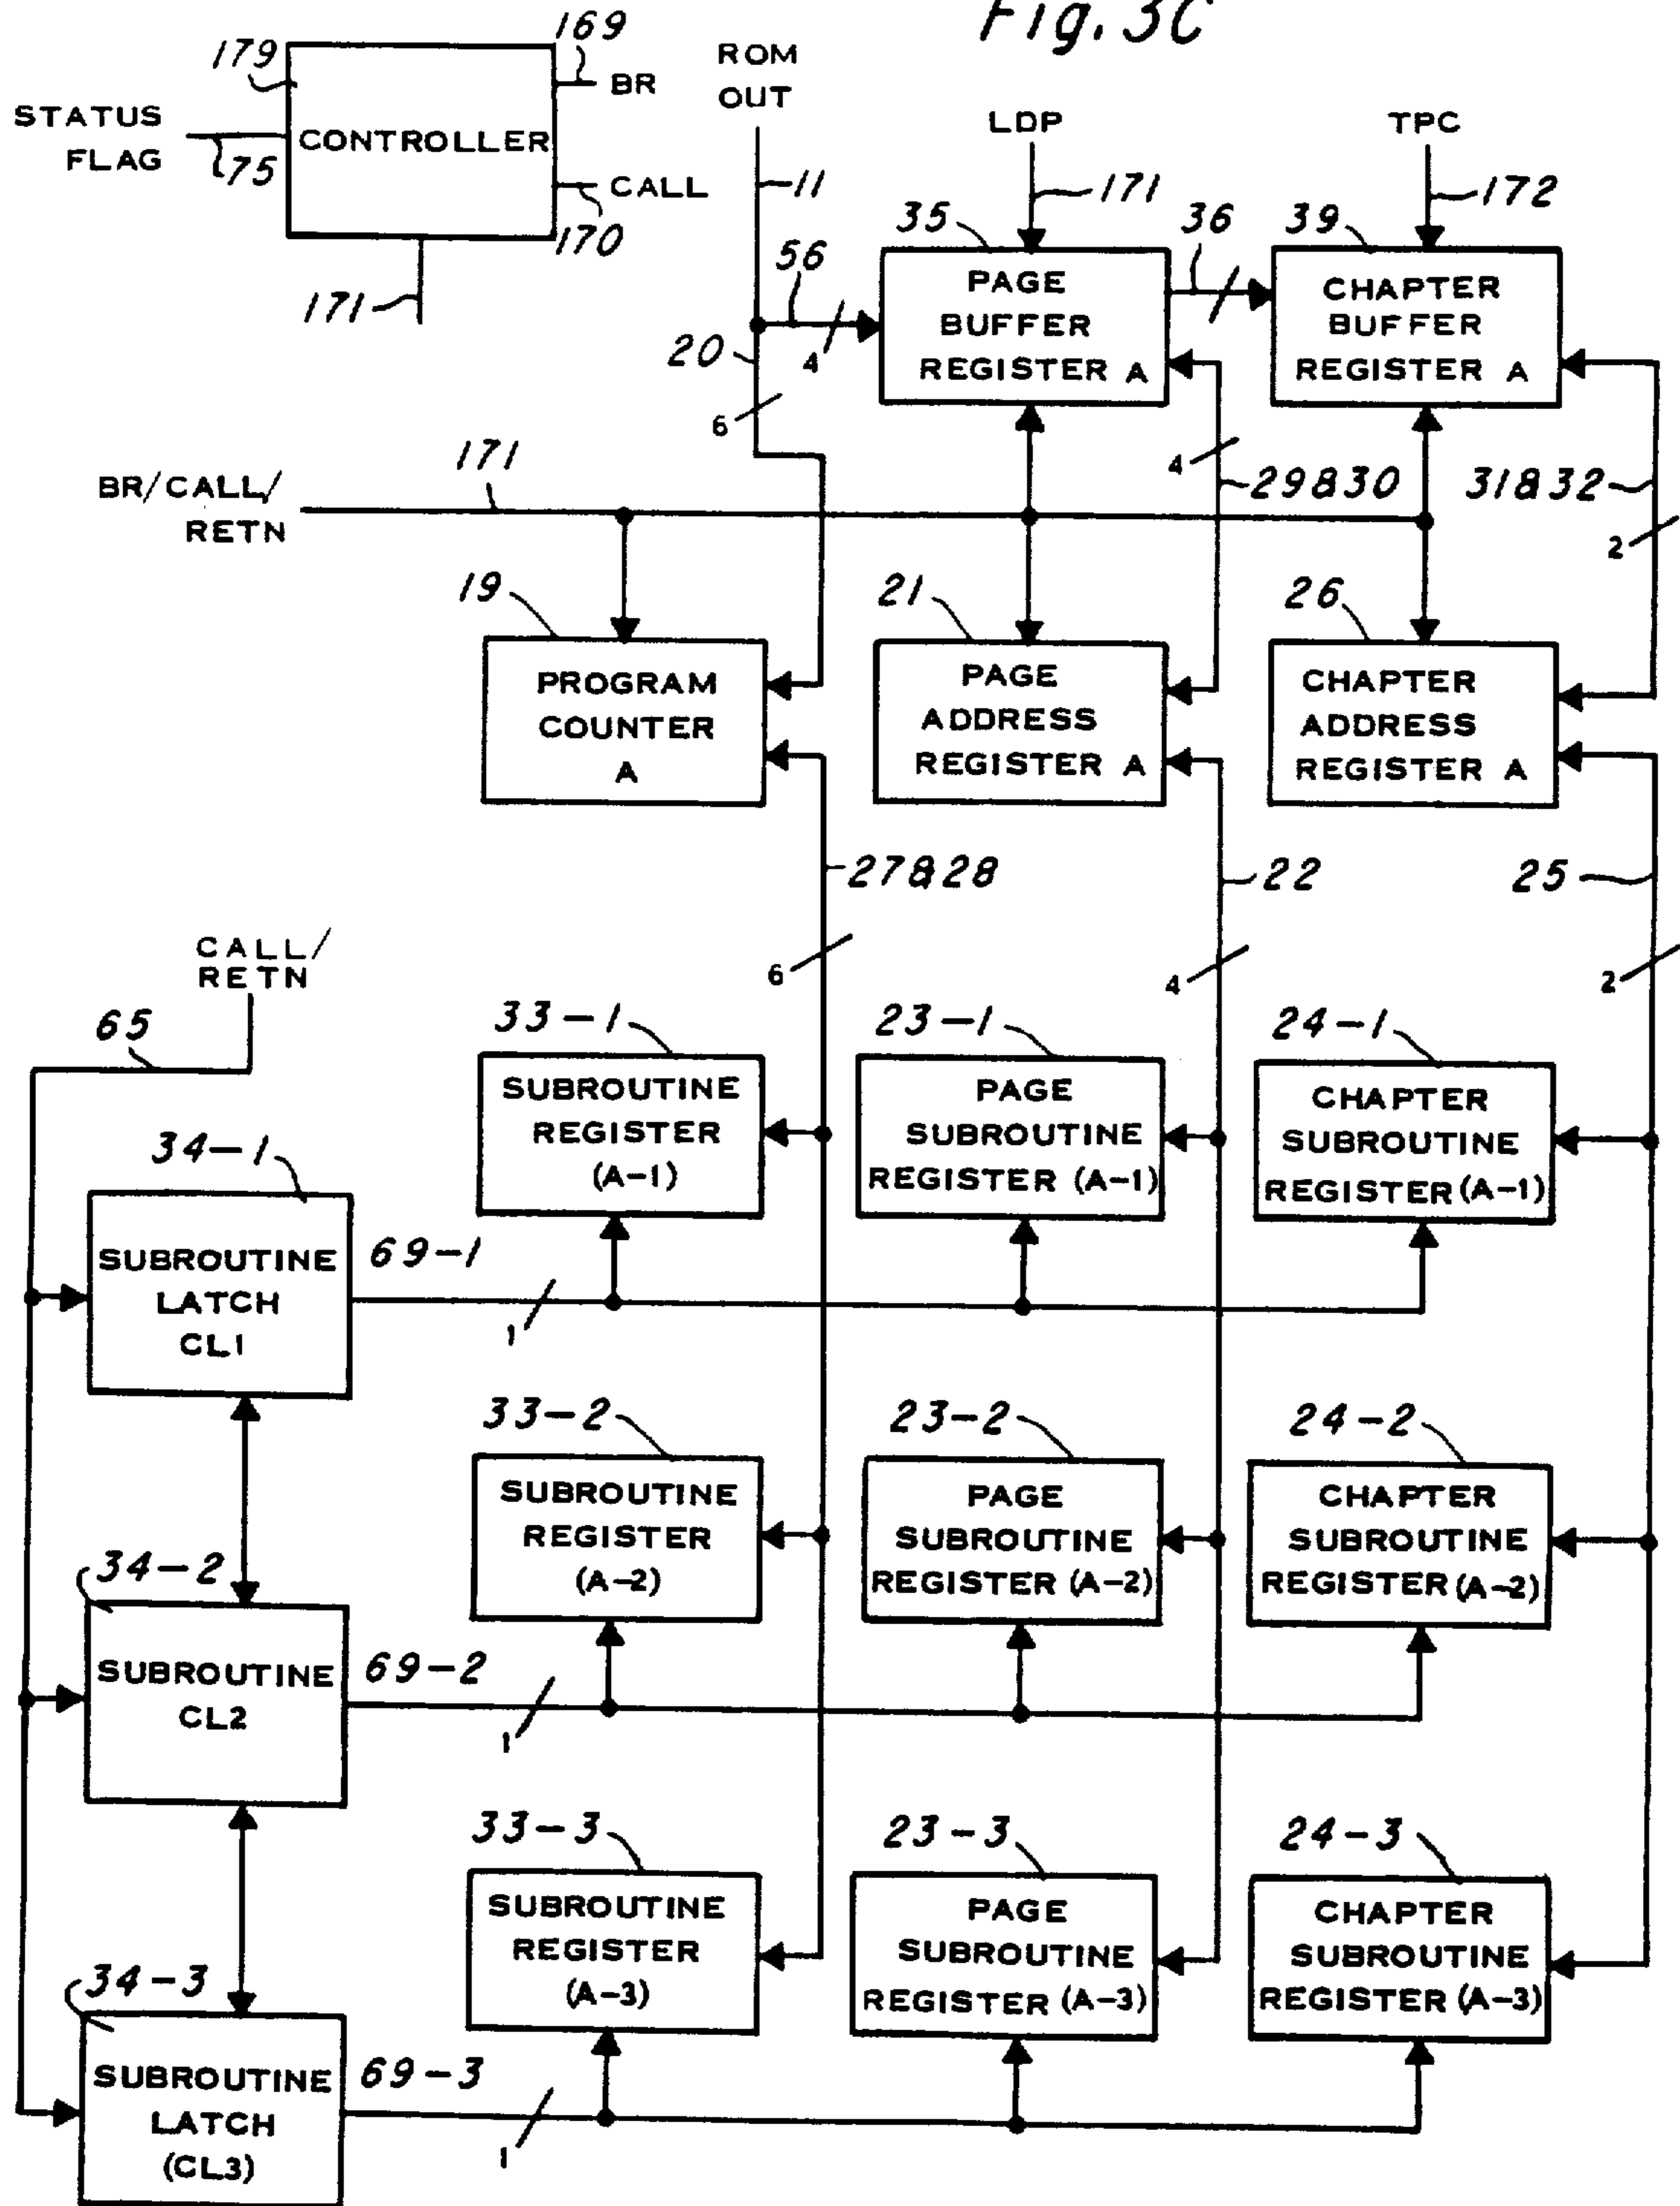 Fig. 3C
179
169
BR
STATUS
FLAG
75
CONTROLLER
CALL
170
171
ROM
OUT
11
LDP
171
TPC
172
35
PAGE
BUFFER
REGISTER A
36
39
CHAPTER
BUFFER
REGISTER A
56
4
20
6
4
29&30
31&32
2
BR/CALL/
RETN
171
19
PROGRAM
COUNTER
A
21
PAGE
ADDRESS
REGISTER A
26
CHAPTER
ADDRESS
REGISTER A
27&28
22
25
6
4
2
CALL/
RETN
65
33-1
SUBROUTINE
REGISTER
(A-1)
23-1
PAGE
SUBROUTINE
REGISTER (A-1)
24-1
CHAPTER
SUBROUTINE
REGISTER (A-1)
34-1
SUBROUTINE
LATCH
CL1
69-1
1
33-2
SUBROUTINE
REGISTER
(A-2)
23-2
PAGE
SUBROUTINE
REGISTER (A-2)
24-2
CHAPTER
SUBROUTINE
REGISTER (A-2)
34-2
SUBROUTINE
CL2
69-2
1
33-3
SUBROUTINE
REGISTER
(A-3)
23-3
PAGE
SUBROUTINE
REGISTER (A-3)
24-3
CHAPTER
SUBROUTINE
REGISTER (A-3)
34-3
SUBROUTINE
LATCH
(CL3)
69-3
1